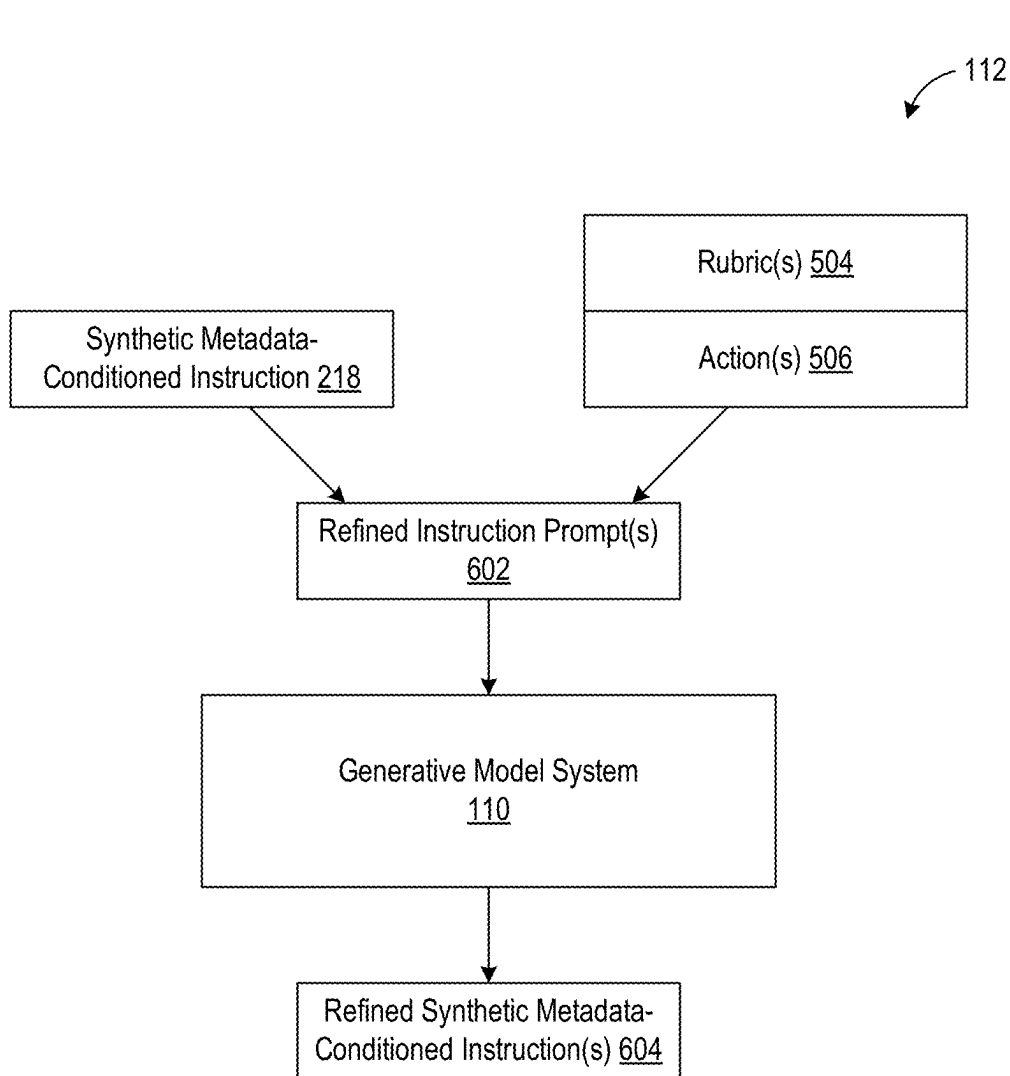 112
Rubric(s) 504
Synthetic Metadata-
Conditioned Instruction 218
Action(s) 506
Refined Instruction Prompt(s)
602
Generative Model System
110
Refined Synthetic Metadata-
Conditioned Instruction(s) 604